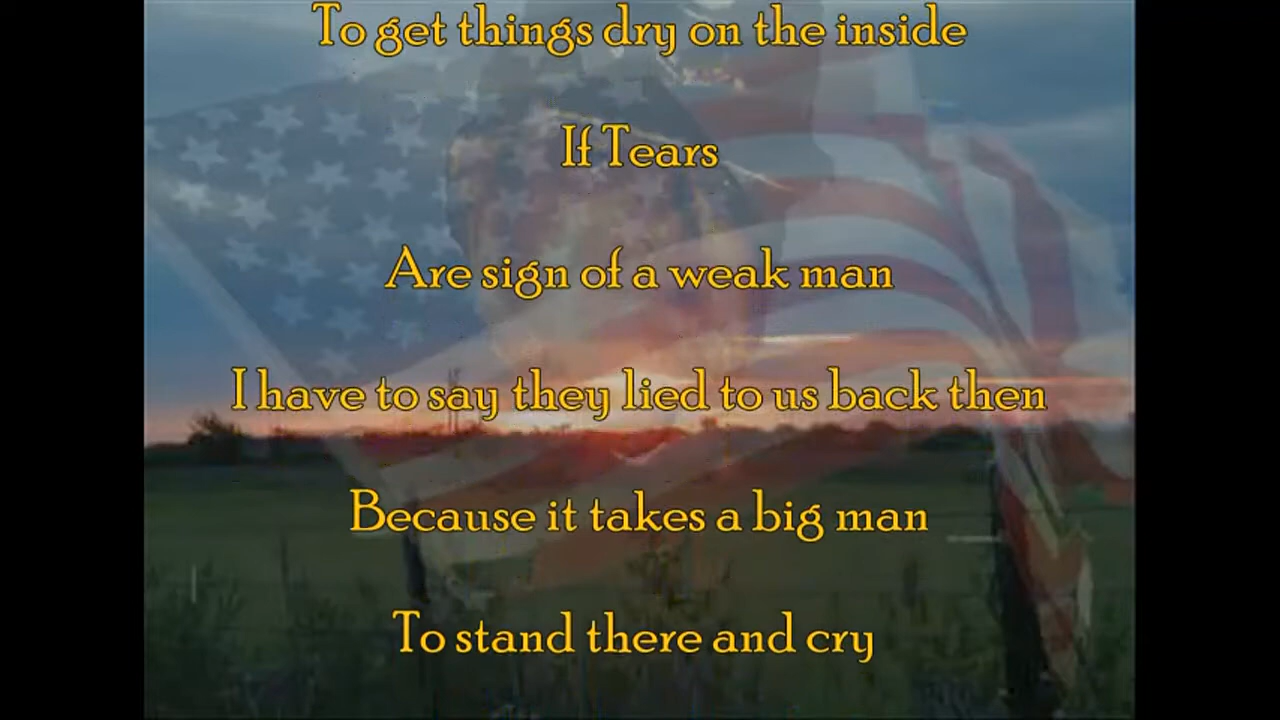 To get things dry on the inside
If Tears
Are sign of a weak man
I have to say they lied to us back then
Because it takes a big man
To stand there and cry